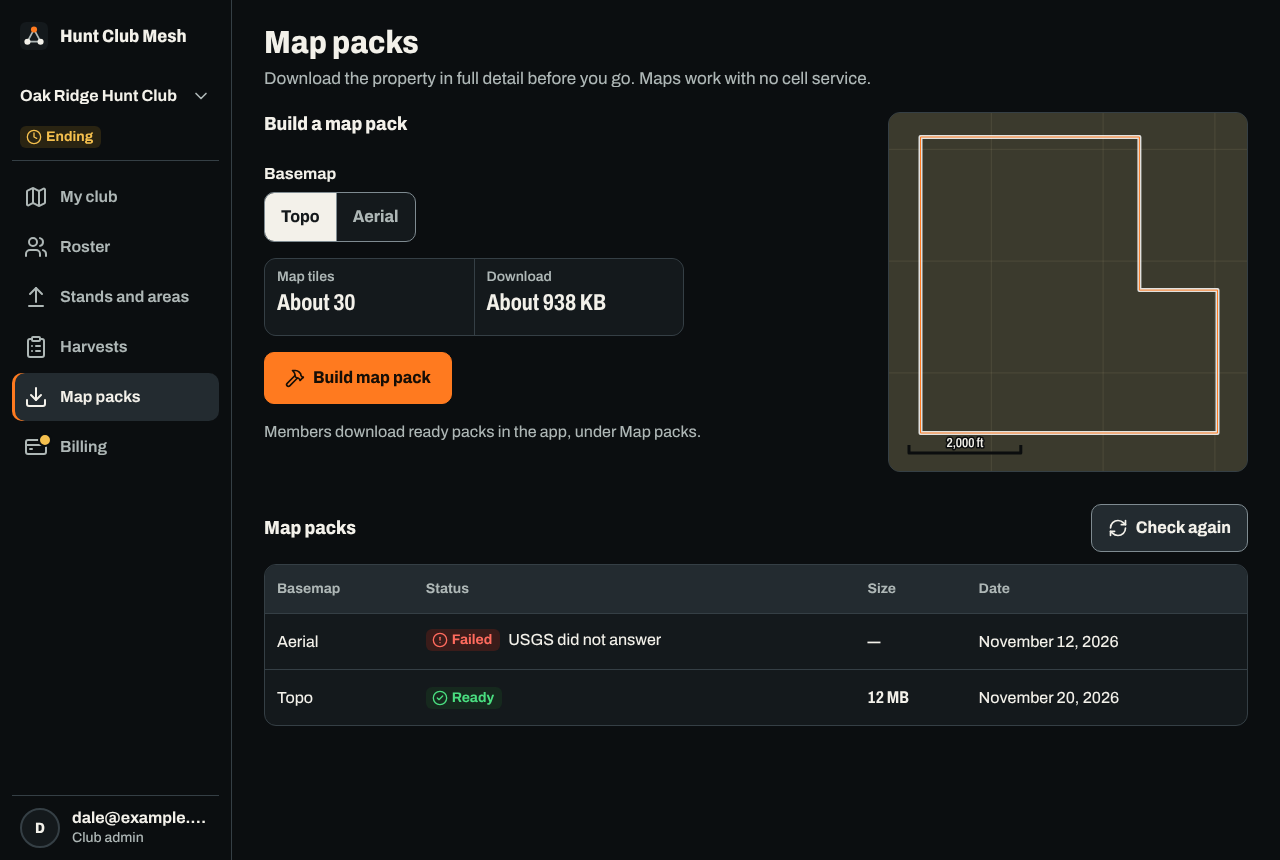 Hunt Club Mesh
Oak Ridge Hunt Club
Ending
My club
Roster
Stands and areas
Harvests
Map packs
Billing
D
dale@example....
Club admin
Map packs
Download the property in full detail before you go. Maps work with no cell service.
Build a map pack
Basemap
Topo Aerial
Map tiles Download
About 30 About 938 KB
Build map pack
Members download ready packs in the app, under Map packs.
2,000 ft
Map packs
Check again
Basemap Status Size Date
Aerial Failed USGS did not answer — November 12, 2026
Topo Ready 12 MB November 20, 2026